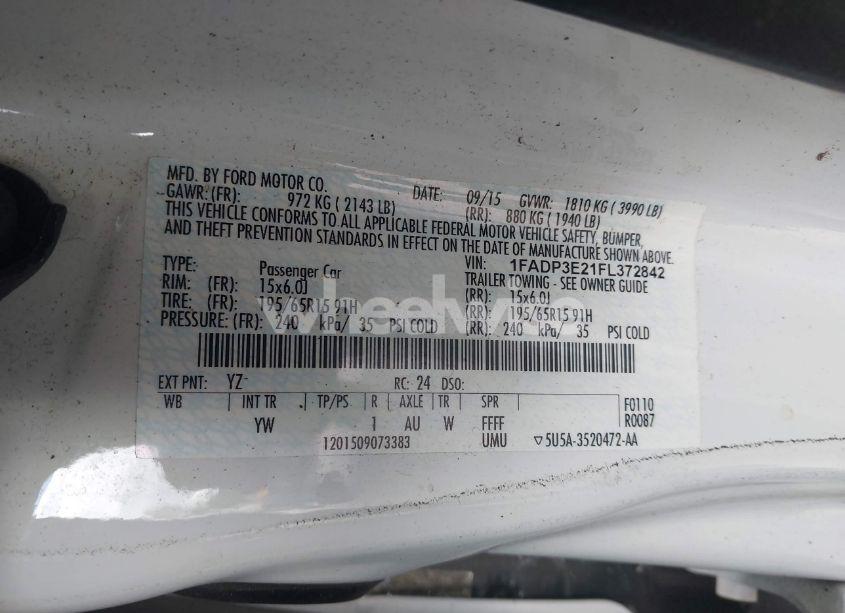 MFD. BY FORD MOTOR CO. DATE: 09/15 GVWR: 1810 KG ( 3990 LB)
GAWR: (FR): 972 KG ( 2143 LB) (RR): 880 KG ( 1940 LB)
THIS VEHICLE CONFORMS TO ALL APPLICABLE FEDERAL MOTOR VEHICLE SAFETY, BUMPER,
AND THEFT PREVENTION STANDARDS IN EFFECT ON THE DATE OF MANUFACTURE SHOWN ABOVE.
VIN: 1FADP3E21FL372842
TYPE: Passenger Car TRAILER TOWING - SEE OWNER GUIDE
RIM: (FR): 15x6.0J (RR): 15x6.0J
TIRE: (FR): 195/65R15 91H (RR): 195/65R15 91H
PRESSURE: (FR): 240 kPa/ 35 PSI COLD (RR): 240 kPa/ 35 PSI COLD
EXT PNT: YZ RC: 24 DSO:
WB INT TR TP/PS R AXLE TR SPR F0110
YW 1 AU W FFFF R0087
1201509073383 UMU ▽5U5A-3520472-AA